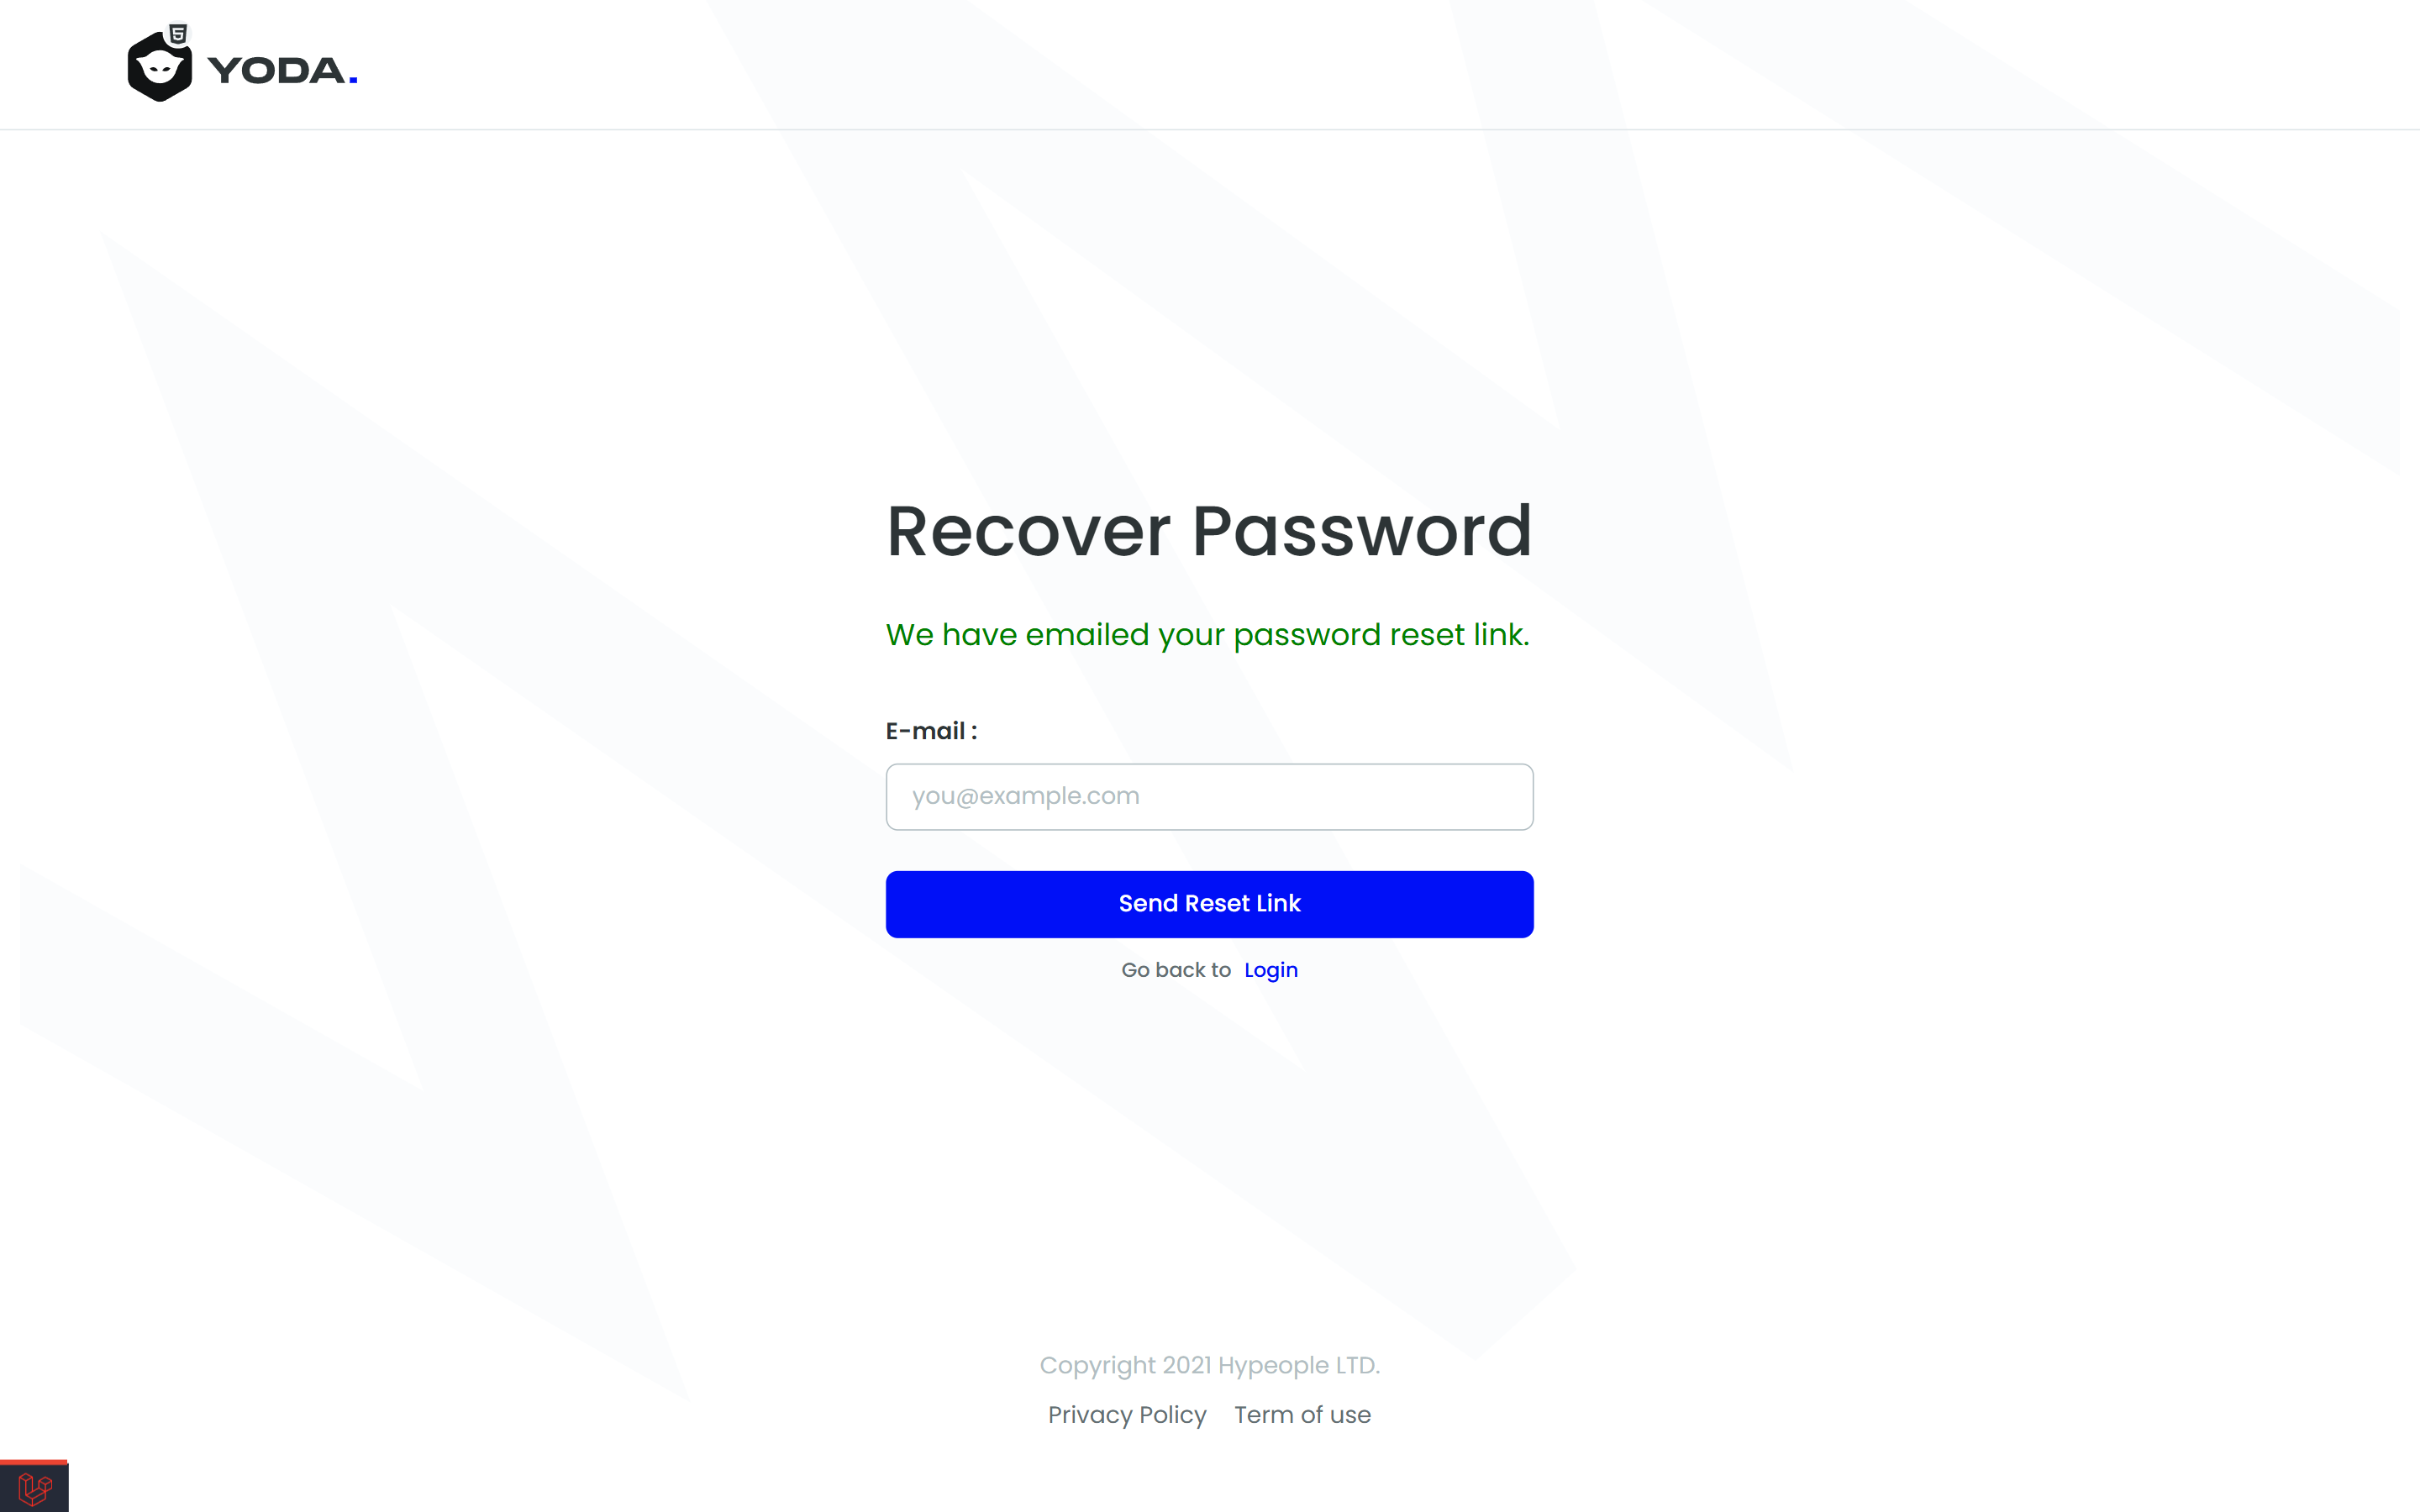 YODA.
Recover Password
We have emailed your password reset link.
E-mail :
you@example.com
Send Reset Link
Go back to Login
Copyright 2021 Hypeople LTD.
Privacy Policy Term of use